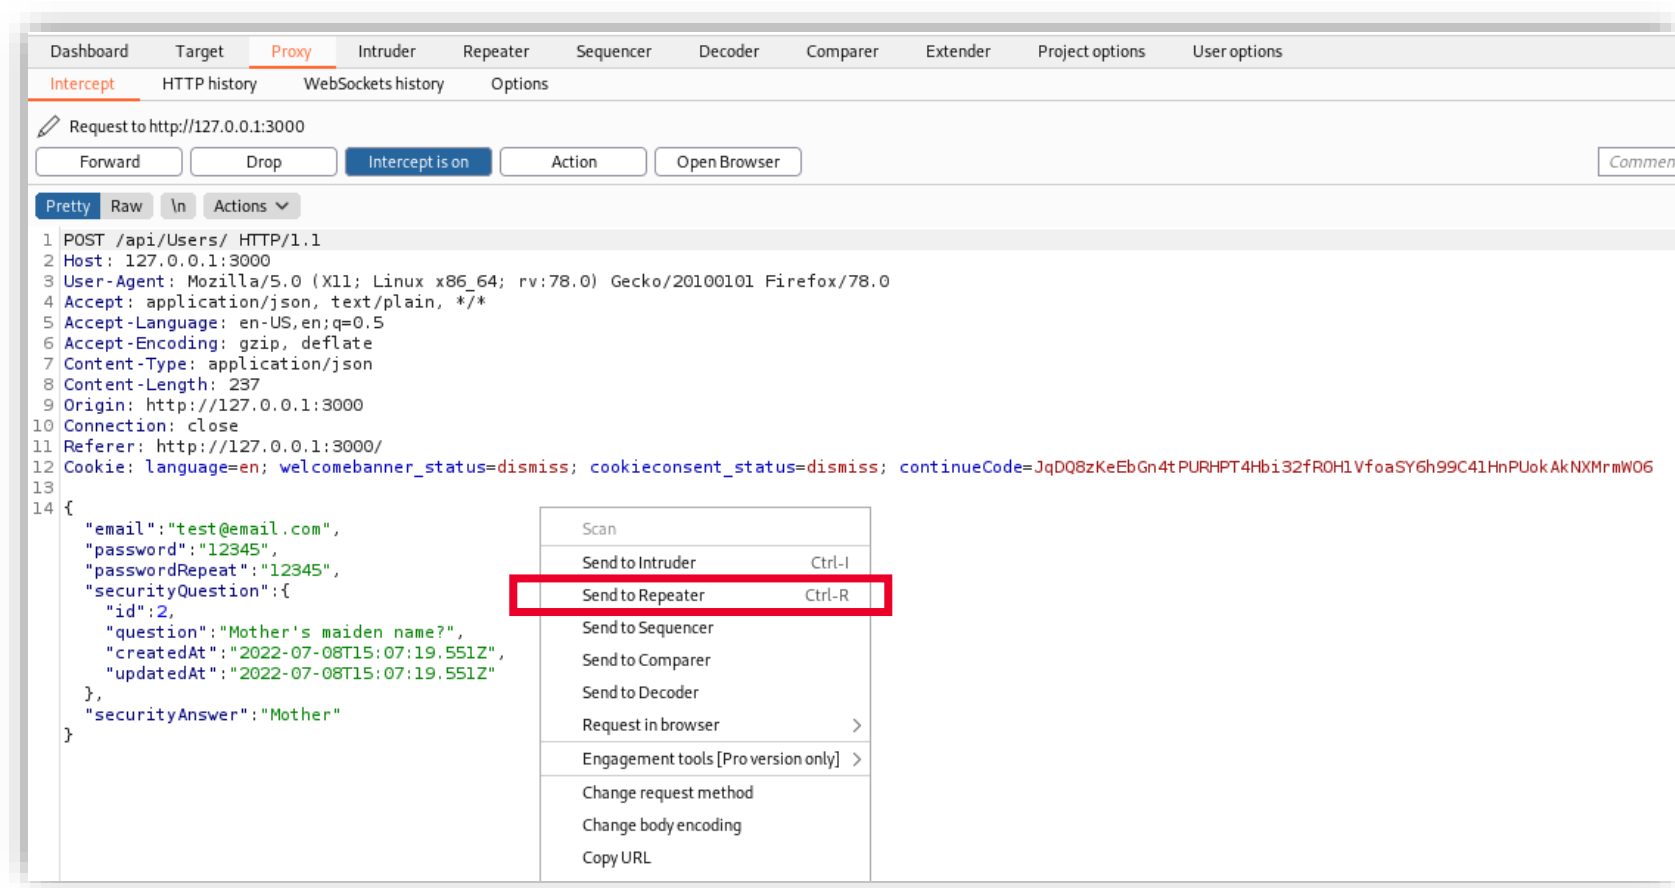 Dashboard Target Proxy Intruder Repeater Sequencer Decoder Comparer Extender Project options User options
Intercept HTTP history WebSockets history Options
Request to http://127.0.0.1:3000
Forward Drop Intercept is on Action Open Browser Commen
Pretty Raw \n Actions
1 POST /api/Users/ HTTP/1.1
2 Host: 127.0.0.1:3000
3 User-Agent: Mozilla/5.0 (X11; Linux x86_64; rv:78.0) Gecko/20100101 Firefox/78.0
4 Accept: application/json, text/plain, */*
5 Accept-Language: en-US,en;q=0.5
6 Accept-Encoding: gzip, deflate
7 Content-Type: application/json
8 Content-Length: 237
9 Origin: http://127.0.0.1:3000
10 Connection: close
11 Referer: http://127.0.0.1:3000/
12 Cookie: language=en; welcomebanner_status=dismiss; cookieconsent_status=dismiss; continueCode=JqDQ8zKeEbGn4tPURHPT4Hbi32fROHlVfoaSY6h99C41HnPUokAkNXMrmWO6
13
14 {
"email":"test@email.com",
"password":"12345",
"passwordRepeat":"12345",
"securityQuestion":{
"id":2,
"question":"Mother's maiden name?",
"createdAt":"2022-07-08T15:07:19.551Z",
"updatedAt":"2022-07-08T15:07:19.551Z"
},
"securityAnswer":"Mother"
}
Scan
Send to Intruder Ctrl-I
Send to Repeater Ctrl-R
Send to Sequencer
Send to Comparer
Send to Decoder
Request in browser
Engagement tools [Pro version only]
Change request method
Change body encoding
Copy URL